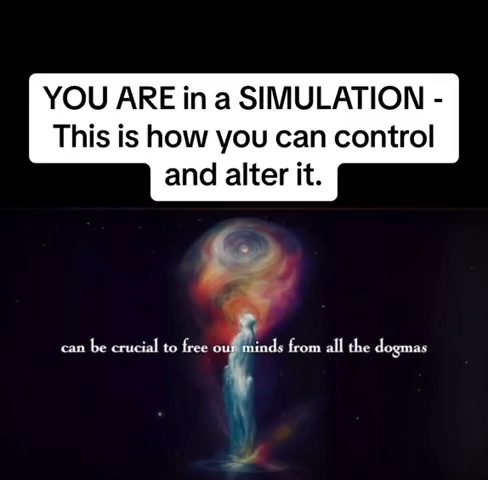 YOU ARE in a SIMULATION -
This is how you can control
and alter it.
can be crucial to free our minds from all the dogmas